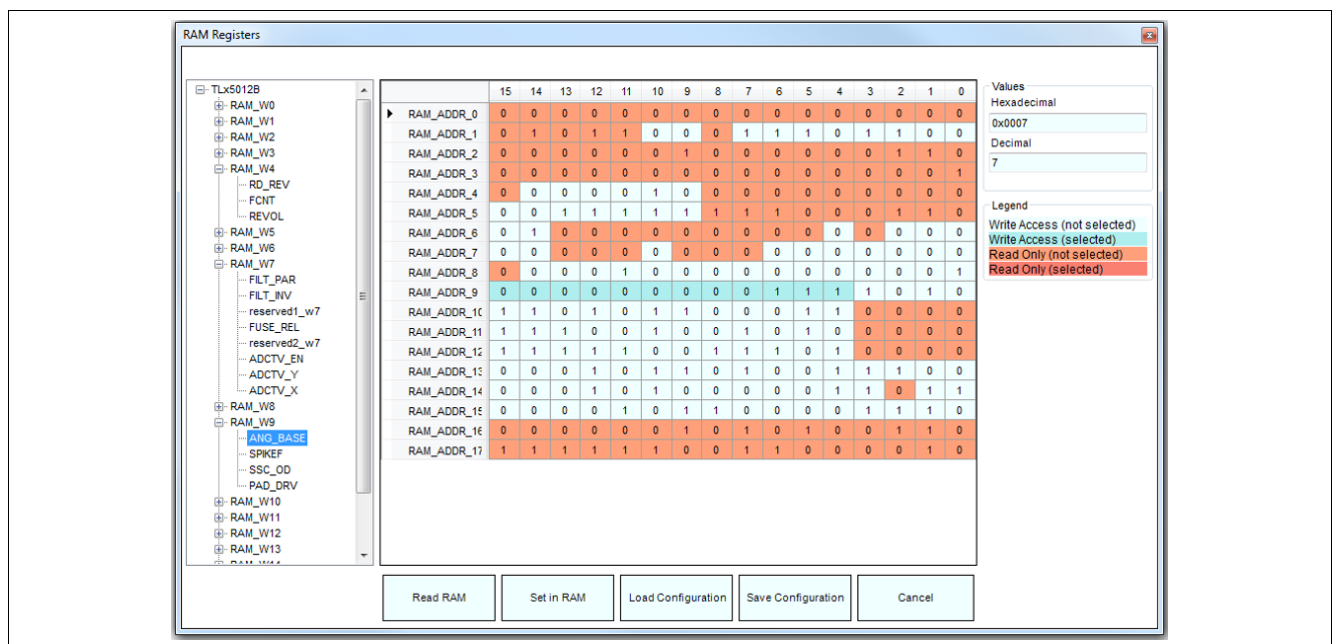 RAM Registers
TLx5012B
RAM_W0
RAM_W1
RAM_W2
RAM_W3
RAM_W4
RD_REV
FCNT
REVOL
RAM_W5
RAM_W6
RAM_W7
FILT_PAR
FILT_INV
reserved1_w7
FUSE_REL
reserved2_w7
ADCTV_EN
ADCTV_Y
ADCTV_X
RAM_W8
RAM_W9
ANG_BASE
SPIKEF
SSC_OD
PAD_DRV
RAM_W10
RAM_W11
RAM_W12
RAM_W13
15 14 13 12 11 10 9 8 7 6 5 4 3 2 1 0
RAM_ADDR_0 0 0 0 0 0 0 0 0 0 0 0 0 0 0 0 0
RAM_ADDR_1 0 1 0 1 1 0 0 0 1 1 1 0 1 1 0 0
RAM_ADDR_2 0 0 0 0 0 0 1 0 0 0 0 0 0 1 1 0
RAM_ADDR_3 0 0 0 0 0 0 0 0 0 0 0 0 0 0 0 1
RAM_ADDR_4 0 0 0 0 0 1 0 0 0 0 0 0 0 0 0 0
RAM_ADDR_5 0 0 1 1 1 1 1 1 1 1 0 0 0 1 1 0
RAM_ADDR_6 0 1 0 0 0 0 0 0 0 0 0 0 0 0 0 0
RAM_ADDR_7 0 0 0 0 0 0 0 0 0 0 0 0 0 0 0 0
RAM_ADDR_8 0 0 0 0 1 0 0 0 0 0 0 0 0 0 0 1
RAM_ADDR_9 0 0 0 0 0 0 0 0 0 1 1 1 1 0 1 0
RAM_ADDR_10 1 1 0 1 0 1 1 0 0 0 1 1 0 0 0 0
RAM_ADDR_11 1 1 1 0 0 1 0 0 1 0 1 0 0 0 0 0
RAM_ADDR_12 1 1 1 1 1 0 0 1 1 1 0 1 0 0 0 0
RAM_ADDR_13 0 0 0 1 0 1 1 0 1 0 0 1 1 1 0 0
RAM_ADDR_14 0 0 0 1 0 1 0 0 0 0 0 1 1 0 1 1
RAM_ADDR_15 0 0 0 0 1 0 1 1 0 0 0 0 1 1 1 0
RAM_ADDR_16 0 0 0 0 0 0 1 0 1 0 1 0 0 1 1 0
RAM_ADDR_17 1 1 1 1 1 1 0 0 1 1 0 0 0 0 1 0
Values
Hexadecimal
0x0007
Decimal
7
Legend
Write Access (not selected)
Write Access (selected)
Read Only (not selected)
Read Only (selected)
Read RAM
Set in RAM
Load Configuration
Save Configuration
Cancel